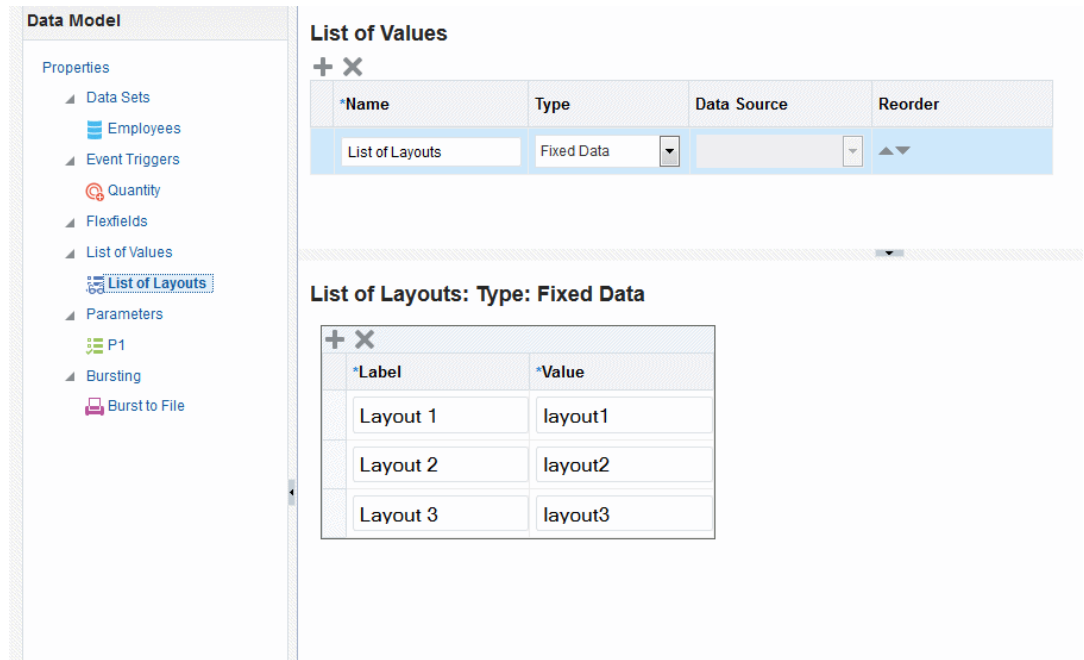 Data Model
Properties
Data Sets
Employees
Event Triggers
Quantity
Flexfields
List of Values
List of Layouts
Parameters
P1
Bursting
Burst to File
List of Values
*Name Type Data Source Reorder
List of Layouts Fixed Data
List of Layouts: Type: Fixed Data
*Label *Value
Layout 1 layout1
Layout 2 layout2
Layout 3 layout3